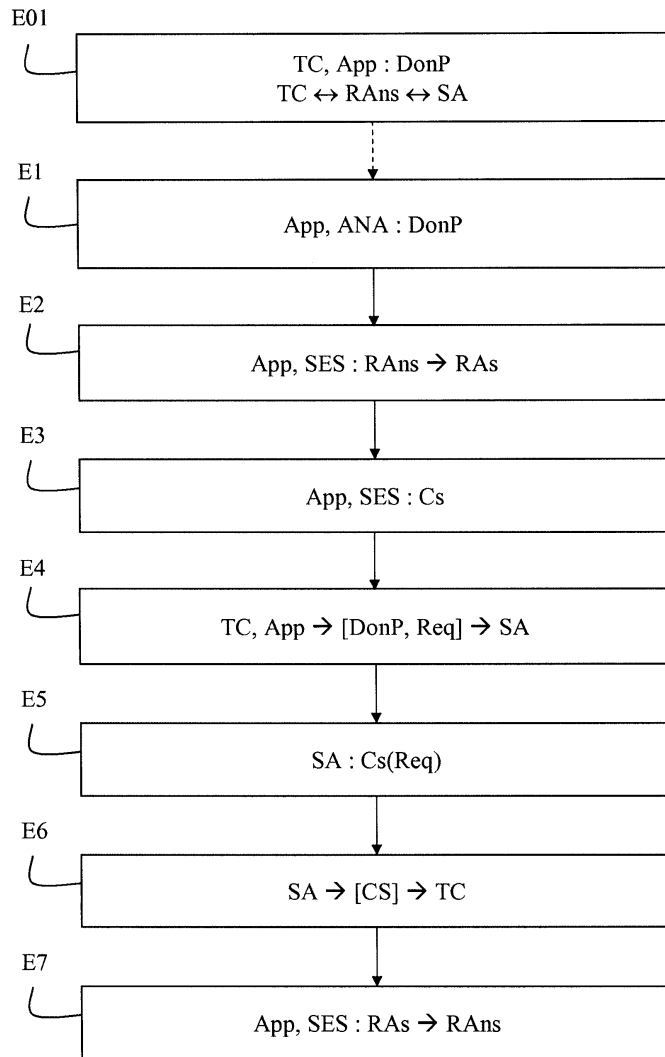 E01
TC, App : DonP
TC ↔ RAns ↔ SA
E1
App, ANA : DonP
E2
App, SES : RAns → RAs
E3
App, SES : Cs
E4
TC, App → [DonP, Req] → SA
E5
SA : Cs(Req)
E6
SA → [CS] → TC
E7
App, SES : RAs → RAns